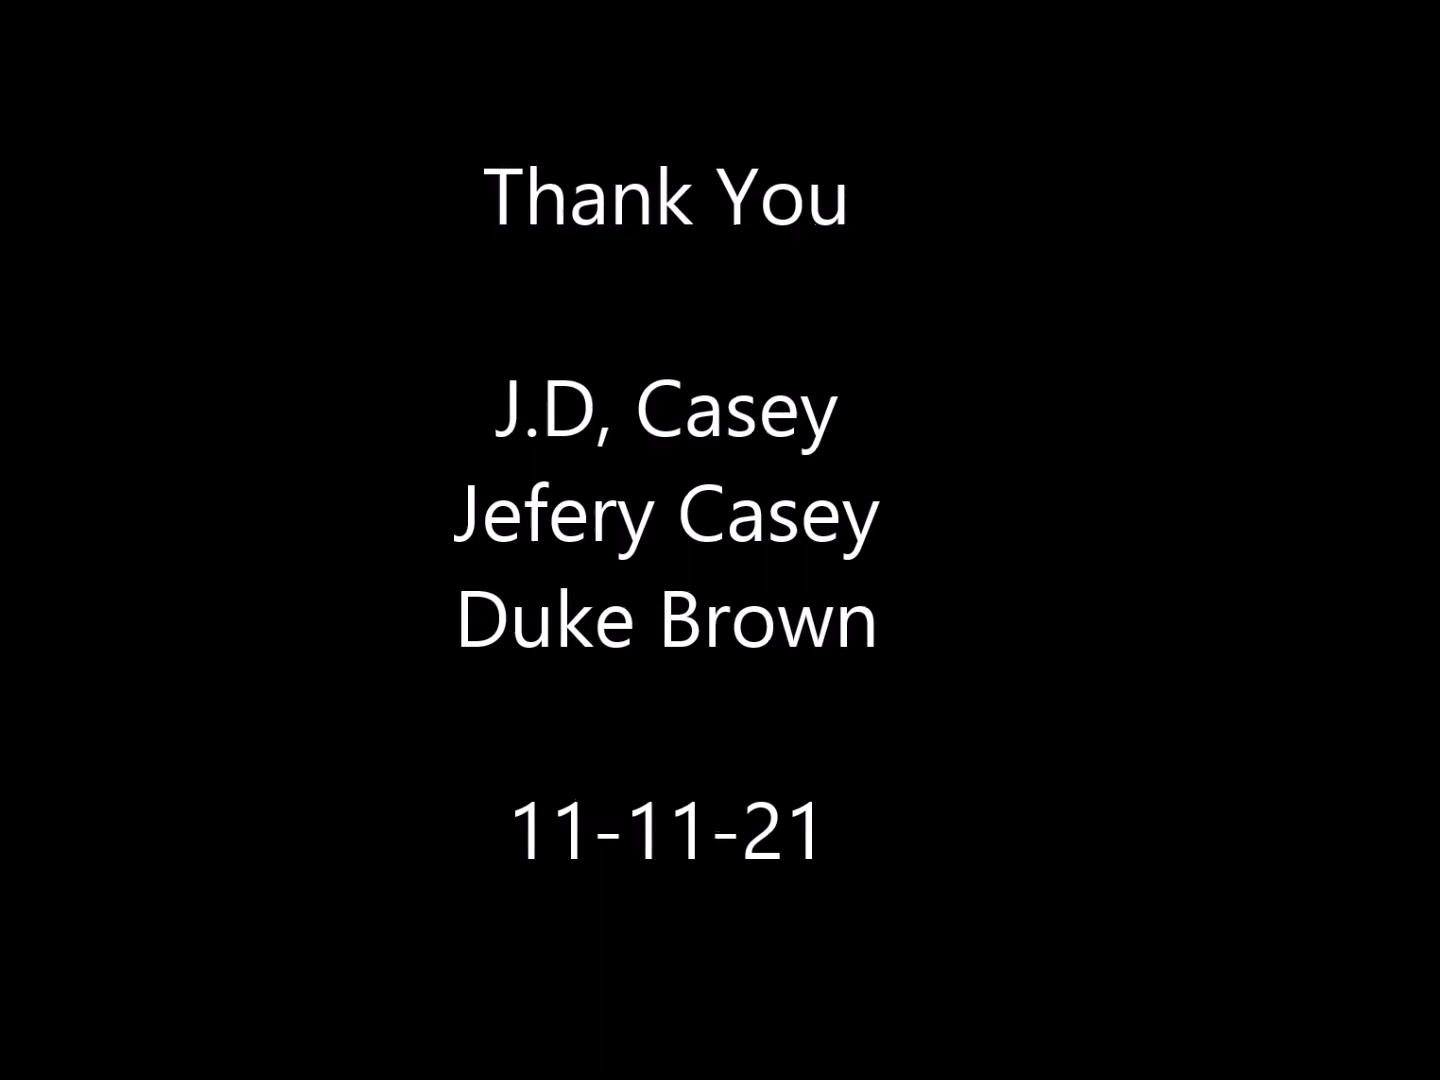 Thank You
J.D, Casey
Jefery Casey
Duke Brown
11-11-21